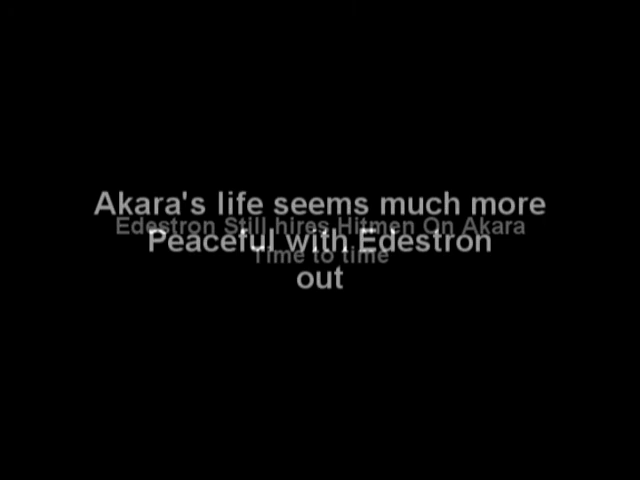 Akara's life seems much more
Edestron Still hires Hitmen On Akara
Peaceful with Edestron
Time to time
out